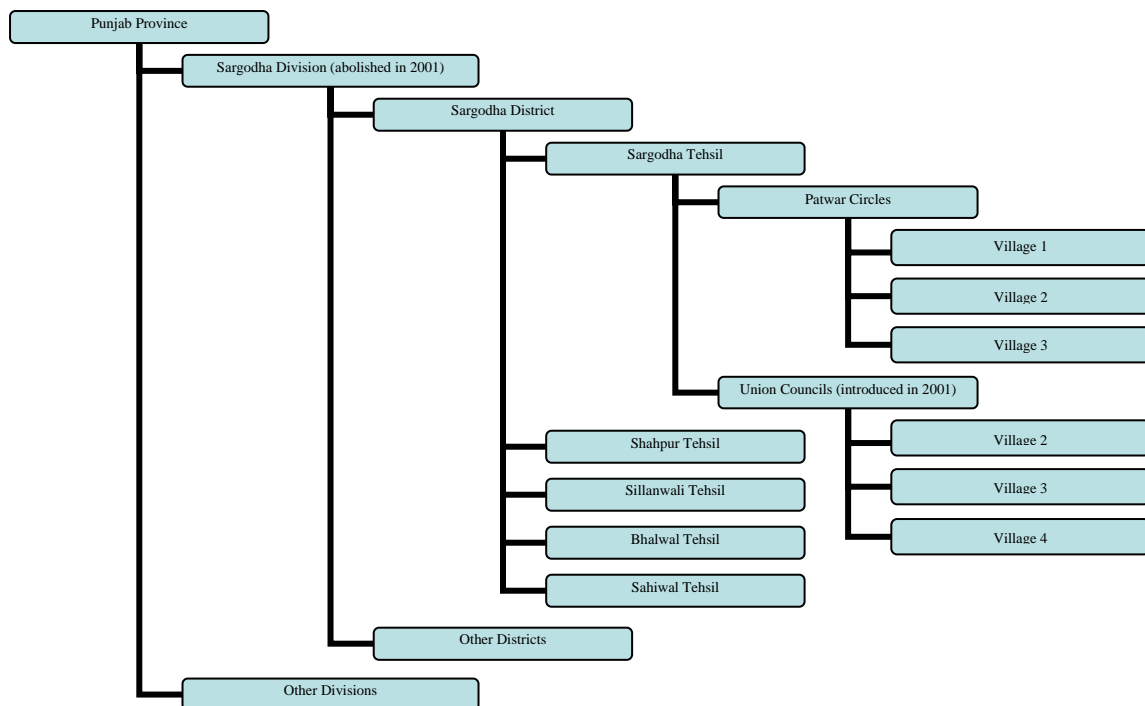 Punjab Province
Sargodha Division (abolished in 2001)
Sargodha District
Sargodha Tehsil
Patwar Circles
Village 1
Village 2
Village 3
Union Councils (introduced in 2001)
Village 2
Village 3
Village 4
Shahpur Tehsil
Sillanwali Tehsil
Bhalwal Tehsil
Sahiwal Tehsil
Other Districts
Other Divisions